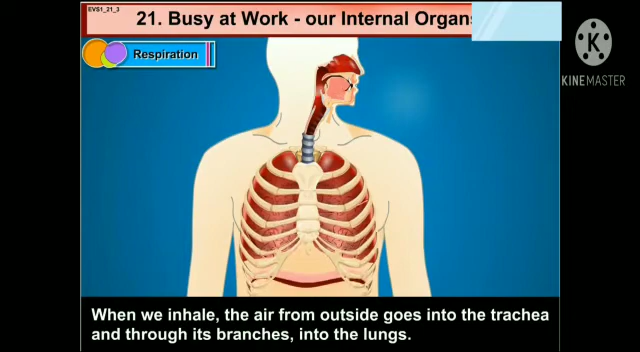 EVS1_21_3
21. Busy at Work - our Internal Organs
Respiration
K
KINEMASTER
When we inhale, the air from outside goes into the trachea
and through its branches, into the lungs.